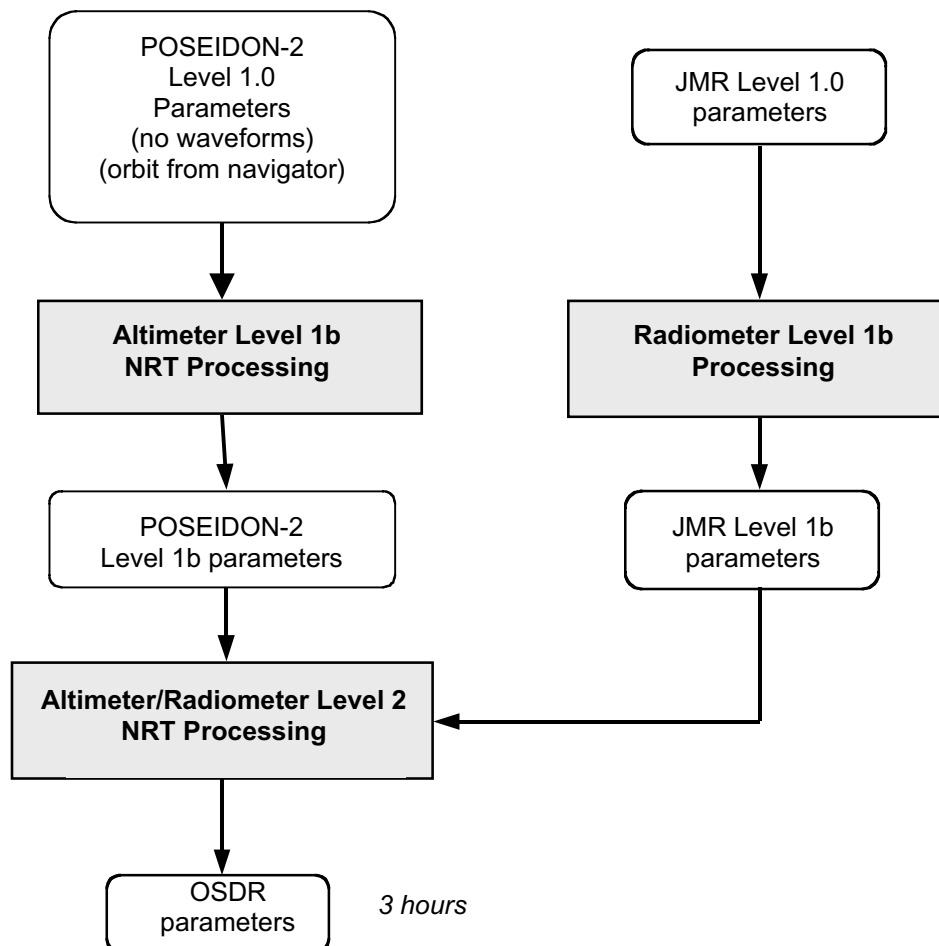 POSEIDON-2
Level 1.0
Parameters
(no waveforms)
(orbit from navigator)
JMR Level 1.0
parameters
Altimeter Level 1b
NRT Processing
Radiometer Level 1b
Processing
POSEIDON-2
Level 1b parameters
JMR Level 1b
parameters
Altimeter/Radiometer Level 2
NRT Processing
OSDR
parameters
3 hours